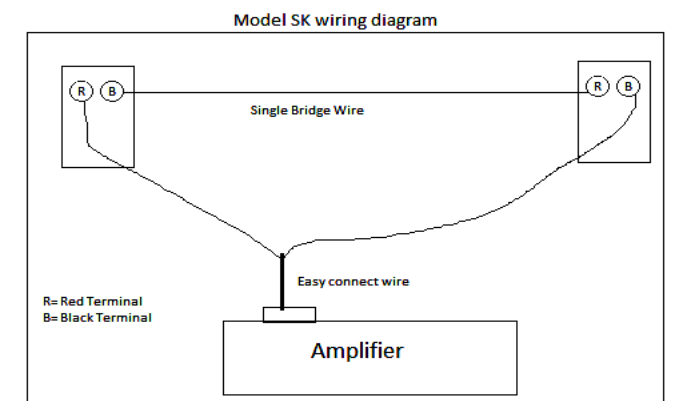 Model SK wiring diagram
R B
R B
Single Bridge Wire
Easy connect wire
R= Red Terminal
B= Black Terminal
Amplifier